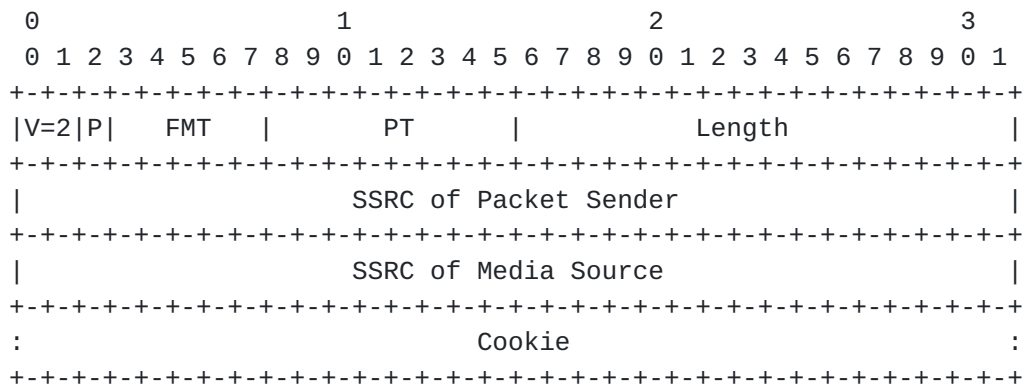 0                   1                   2                   3
 0 1 2 3 4 5 6 7 8 9 0 1 2 3 4 5 6 7 8 9 0 1 2 3 4 5 6 7 8 9 0 1
+-+-+-+-+-+-+-+-+-+-+-+-+-+-+-+-+-+-+-+-+-+-+-+-+-+-+-+-+-+-+-+-+
|V=2|P|   FMT   |       PT      |           Length              |
+-+-+-+-+-+-+-+-+-+-+-+-+-+-+-+-+-+-+-+-+-+-+-+-+-+-+-+-+-+-+-+-+
|                     SSRC of Packet Sender                     |
+-+-+-+-+-+-+-+-+-+-+-+-+-+-+-+-+-+-+-+-+-+-+-+-+-+-+-+-+-+-+-+-+
|                     SSRC of Media Source                      |
+-+-+-+-+-+-+-+-+-+-+-+-+-+-+-+-+-+-+-+-+-+-+-+-+-+-+-+-+-+-+-+-+
:                             Cookie                            :
+-+-+-+-+-+-+-+-+-+-+-+-+-+-+-+-+-+-+-+-+-+-+-+-+-+-+-+-+-+-+-+-+